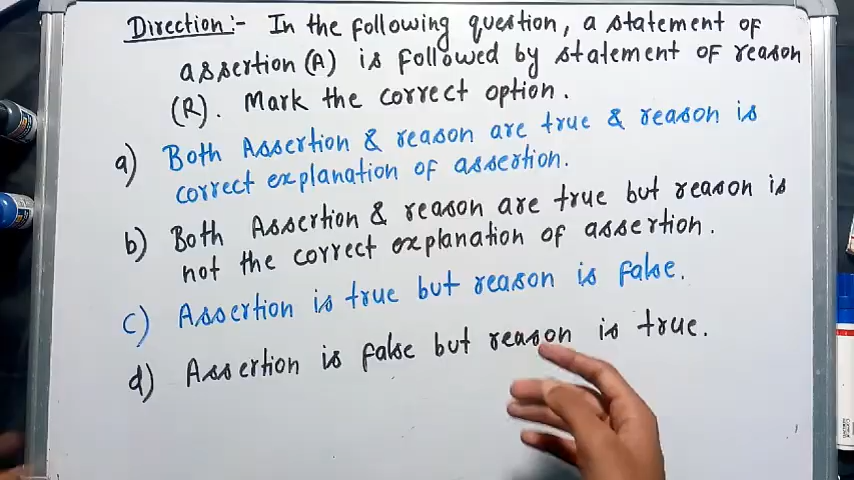 Direction:- In the following question, a statement of
assertion (A) is followed by statement of reason
(R). Mark the correct option.
a) Both Assertion & reason are true & reason is
correct explanation of assertion.
b) Both Assertion & reason are true but reason is
not the correct explanation of assertion.
c) Assertion is true but reason is false.
d) Assertion is false but reason is true.